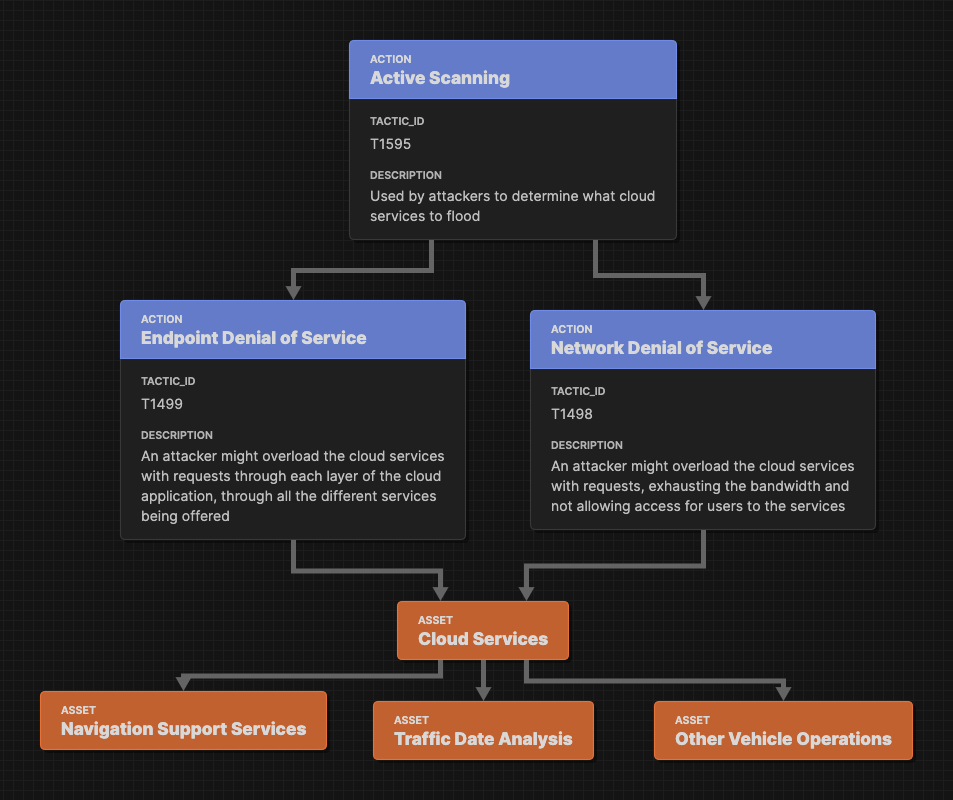 ACTION
Active Scanning
TACTIC_ID
T1595
DESCRIPTION
Used by attackers to determine what cloud
services to flood
ACTION
Endpoint Denial of Service
TACTIC_ID
T1499
DESCRIPTION
An attacker might overload the cloud services
with requests through each layer of the cloud
application, through all the different services
being offered
ACTION
Network Denial of Service
TACTIC_ID
T1498
DESCRIPTION
An attacker might overload the cloud services
with requests, exhausting the bandwidth and
not allowing access for users to the services
ASSET
Cloud Services
ASSET
Navigation Support Services
ASSET
Traffic Date Analysis
ASSET
Other Vehicle Operations